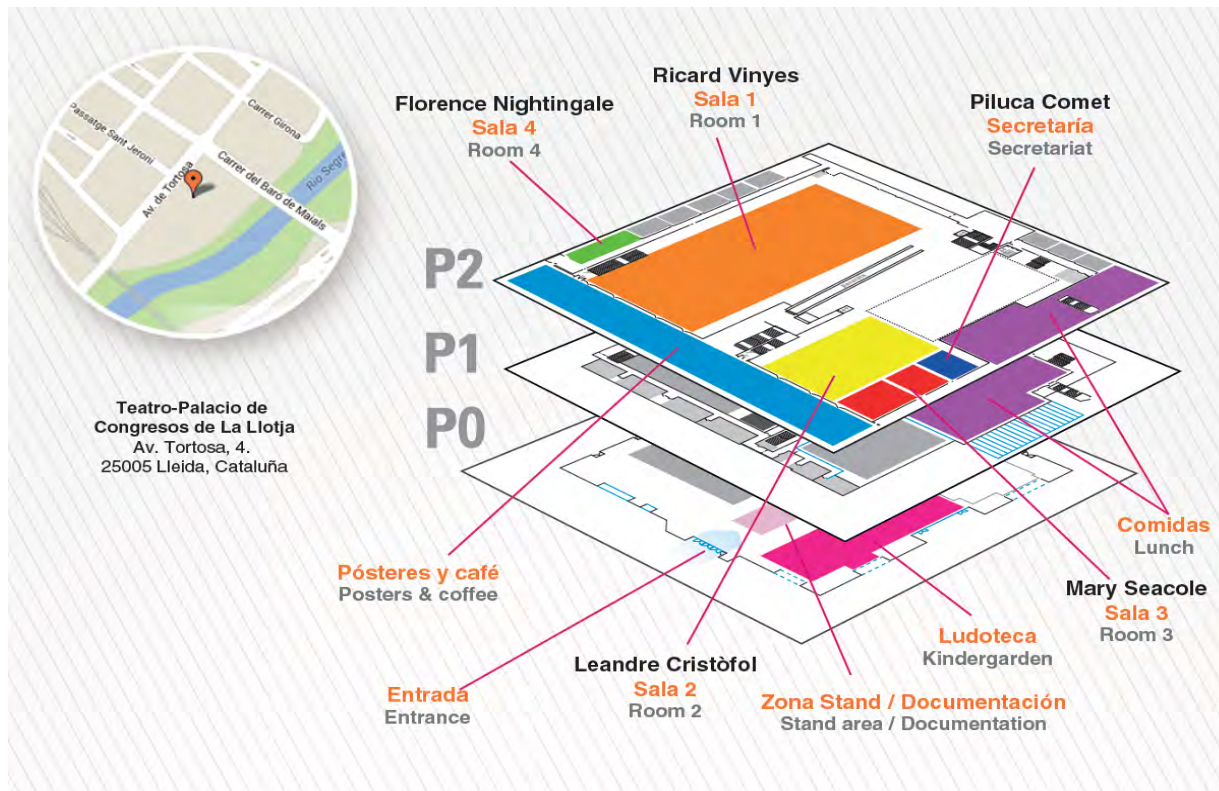 Passatge Sant Jeroni
Carrer Girona
Av. de Tortosa
Carrer del Baró de Maials
Rio Segre
Teatro-Palacio de
Congresos de La Llotja
Av. Tortosa, 4.
25005 Lleida, Cataluña
P2
P1
P0
Florence Nightingale
Sala 4
Room 4
Ricard Vinyes
Sala 1
Room 1
Piluca Comet
Secretaría
Secretariat
Comidas
Lunch
Mary Seacole
Sala 3
Room 3
Ludoteca
Kindergarden
Zona Stand / Documentación
Stand area / Documentation
Leandre Cristòfol
Sala 2
Room 2
Pósteres y café
Posters & coffee
Entrada
Entrance